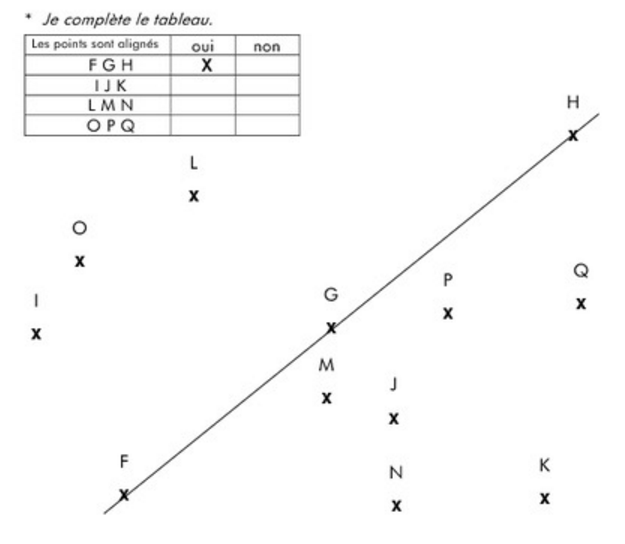 * Je complète le tableau.
Les points sont alignés oui non
F G H X
I J K
L M N
O P Q
H
X
L
X
O
X
Q
X
P
X
I
X
G
X
M
X
J
X
F
X
N
X
K
X